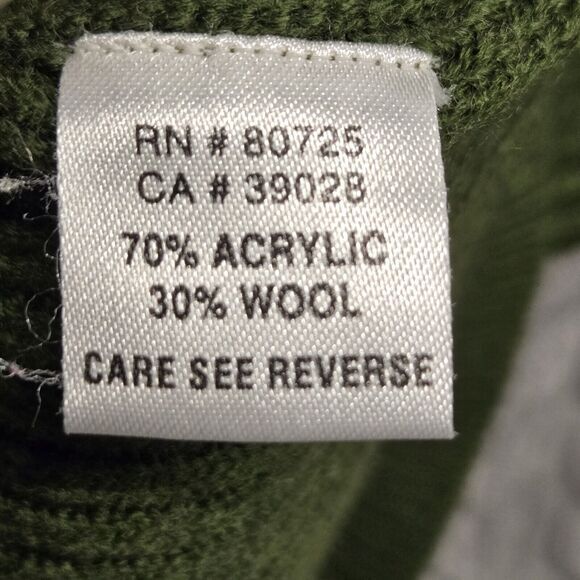 RN # 80725
CA # 39028
70% ACRYLIC
30% WOOL
CARE SEE REVERSE